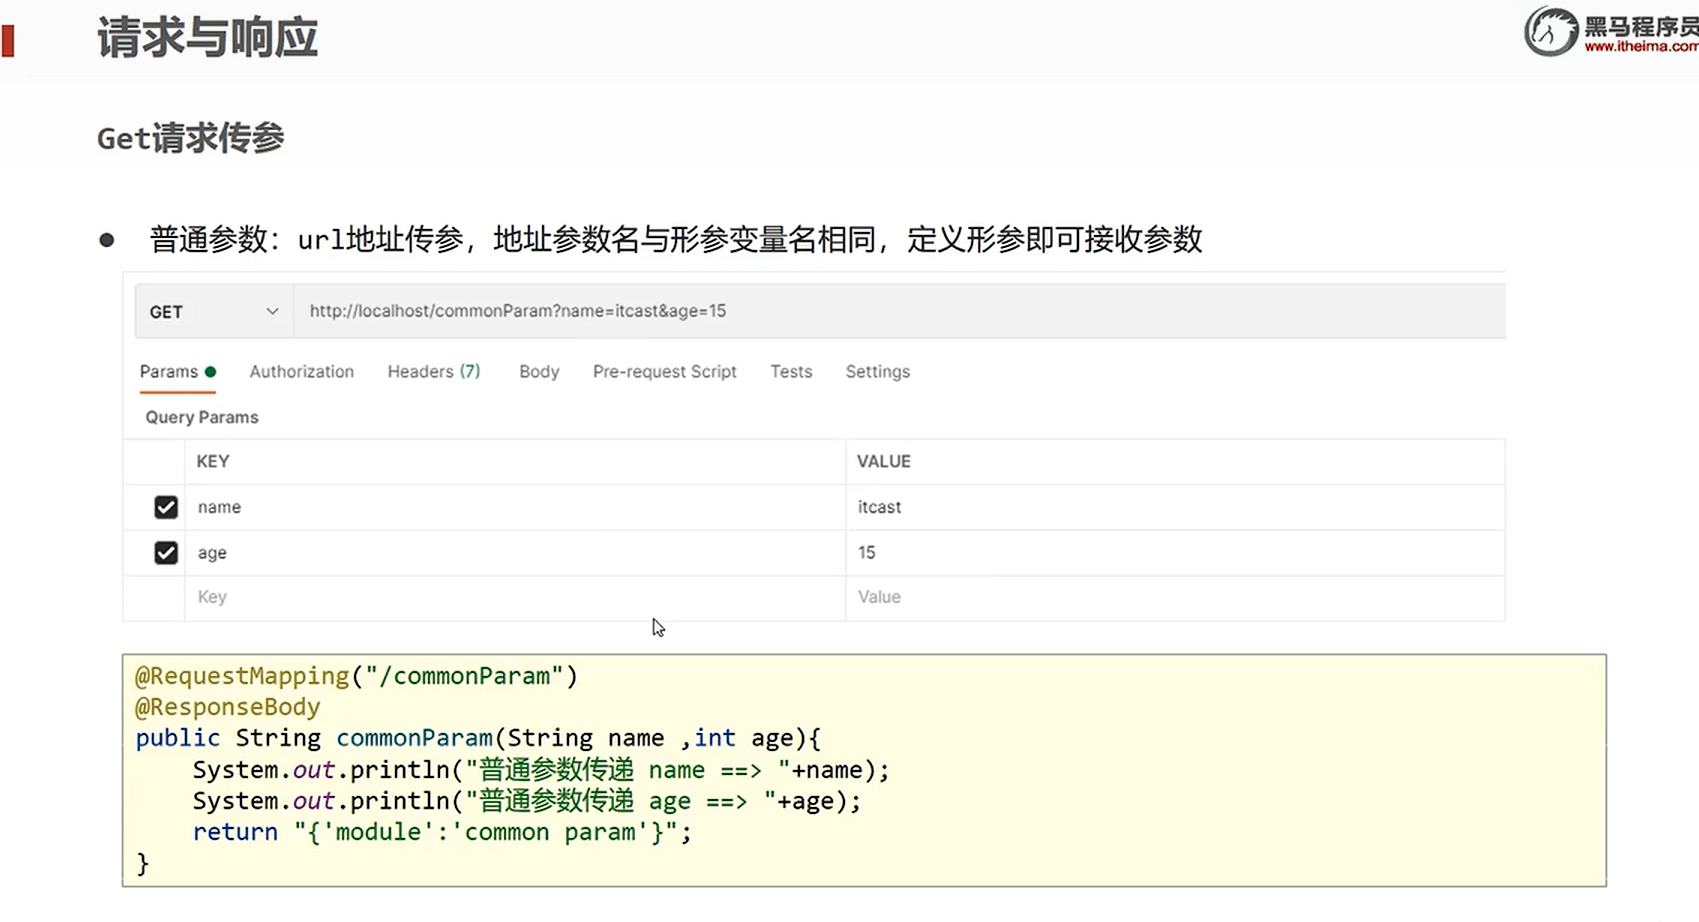 请求与响应
黑马程序员
www.itheima.com
Get请求传参
● 普通参数：url地址传参，地址参数名与形参变量名相同，定义形参即可接收参数
GET http://localhost/commonParam?name=itcast&age=15
Params Authorization Headers (7) Body Pre-request Script Tests Settings
Query Params
KEY VALUE
name itcast
age 15
Key Value
@RequestMapping("/commonParam")
@ResponseBody
public String commonParam(String name ,int age){
    System.out.println("普通参数传递 name ==> "+name);
    System.out.println("普通参数传递 age ==> "+age);
    return "{'module':'common param'}";
}